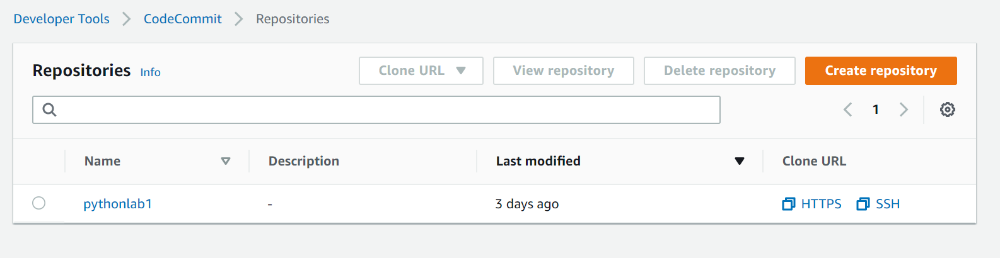 Developer Tools CodeCommit Repositories
Repositories Info Clone URL View repository Delete repository Create repository
1
Name Description Last modified Clone URL
pythonlab1 - 3 days ago HTTPS SSH